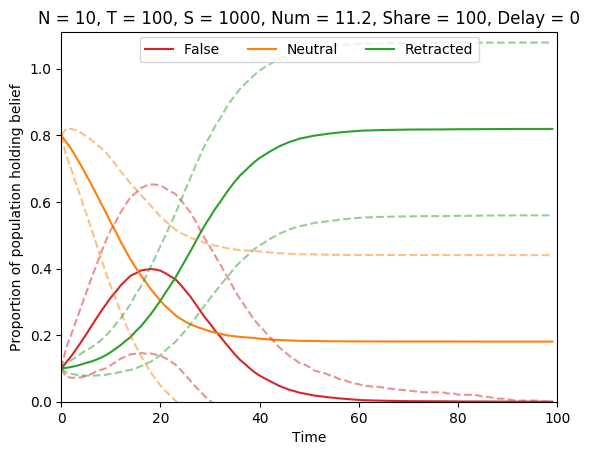 N = 10, T = 100, S = 1000, Num = 11.2, Share = 100, Delay = 0
False Neutral Retracted
Proportion of population holding belief
1.0
0.8
0.6
0.4
0.2
0.0
0 20 40 60 80 100
Time